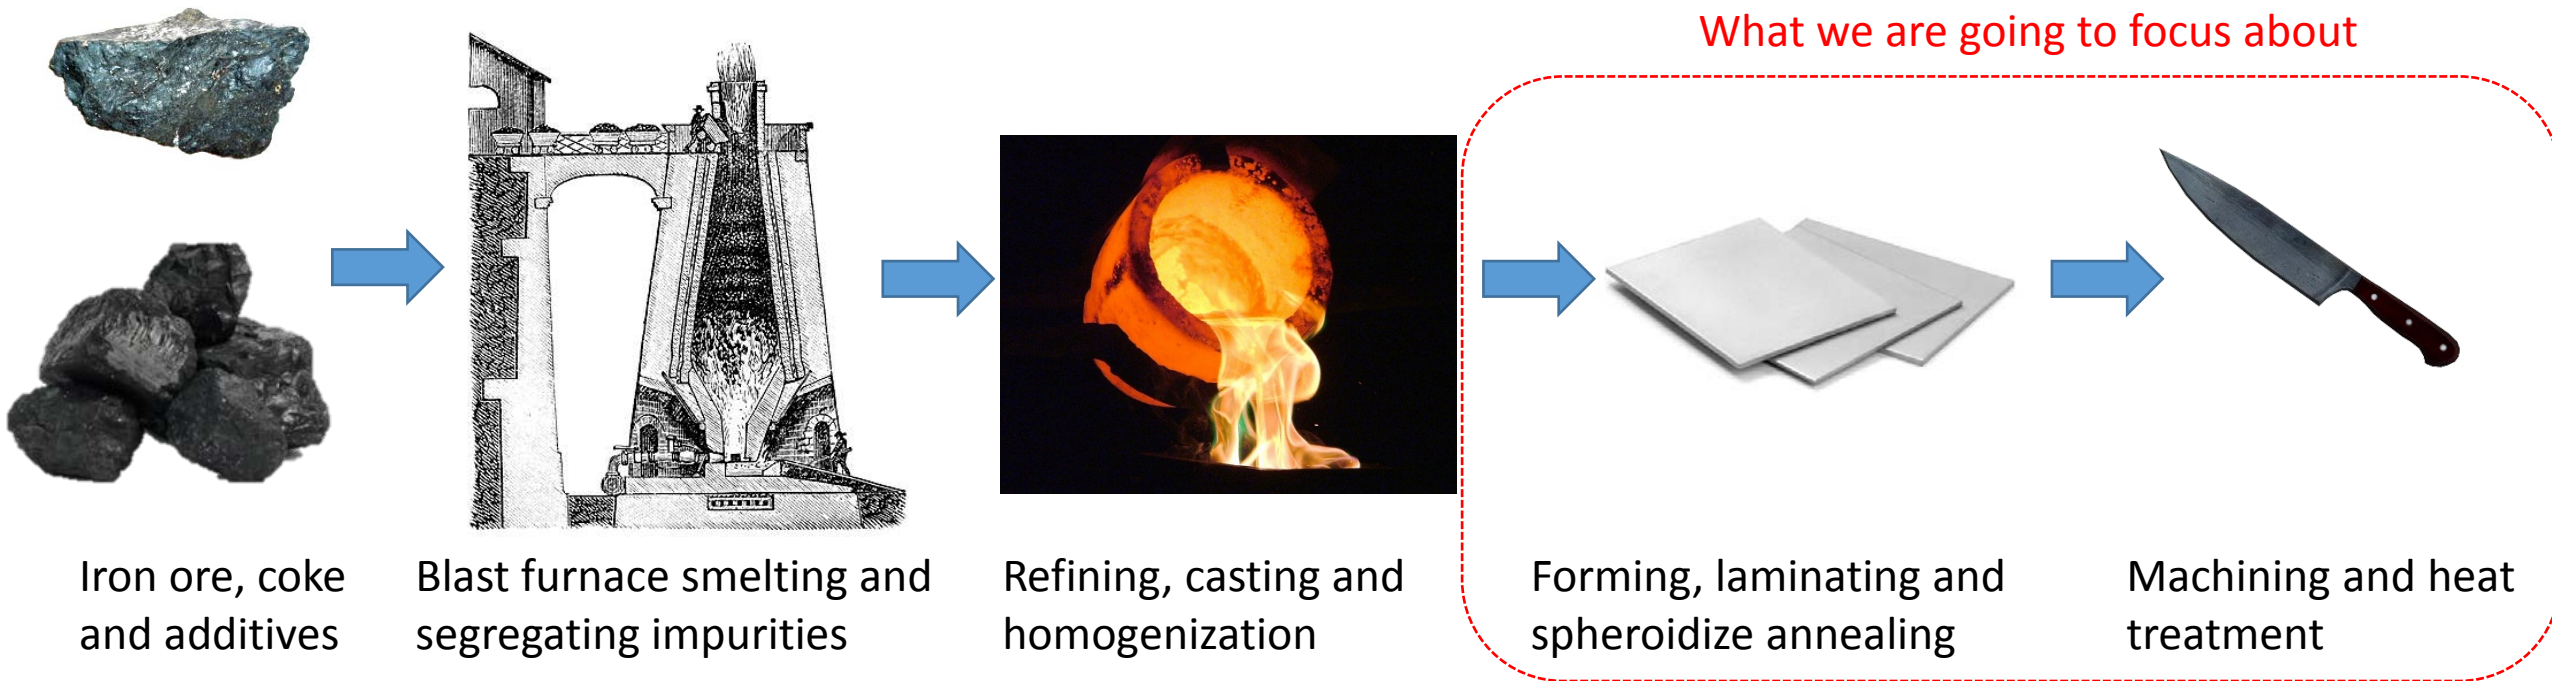 What we are going to focus about
Iron ore, coke
and additives
Blast furnace smelting and
segregating impurities
Refining, casting and
homogenization
Forming, laminating and
spheroidize annealing
Machining and heat
treatment